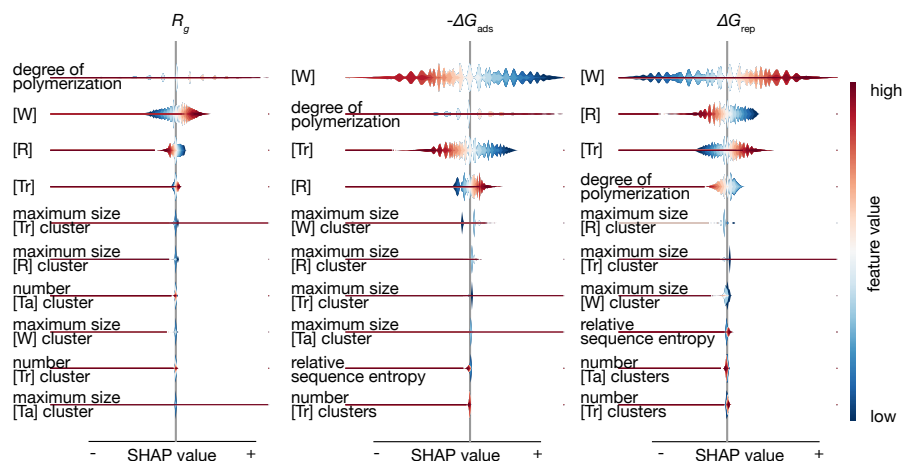 R_g
degree of
polymerization
[W]
[R]
[Tr]
maximum size
[Tr] cluster
maximum size
[R] cluster
number
[Ta] cluster
maximum size
[W] cluster
number
[Tr] cluster
maximum size
[Ta] cluster
- SHAP value +
-ΔG_ads
[W]
degree of
polymerization
[Tr]
[R]
maximum size
[W] cluster
maximum size
[R] cluster
maximum size
[Tr] cluster
maximum size
[Ta] cluster
relative
sequence entropy
number
[Tr] clusters
- SHAP value +
ΔG_rep
[W]
[R]
[Tr]
degree of
polymerization
maximum size
[R] cluster
maximum size
[Tr] cluster
maximum size
[W] cluster
relative
sequence entropy
number
[Ta] clusters
number
[Tr] clusters
- SHAP value +
high
feature value
low